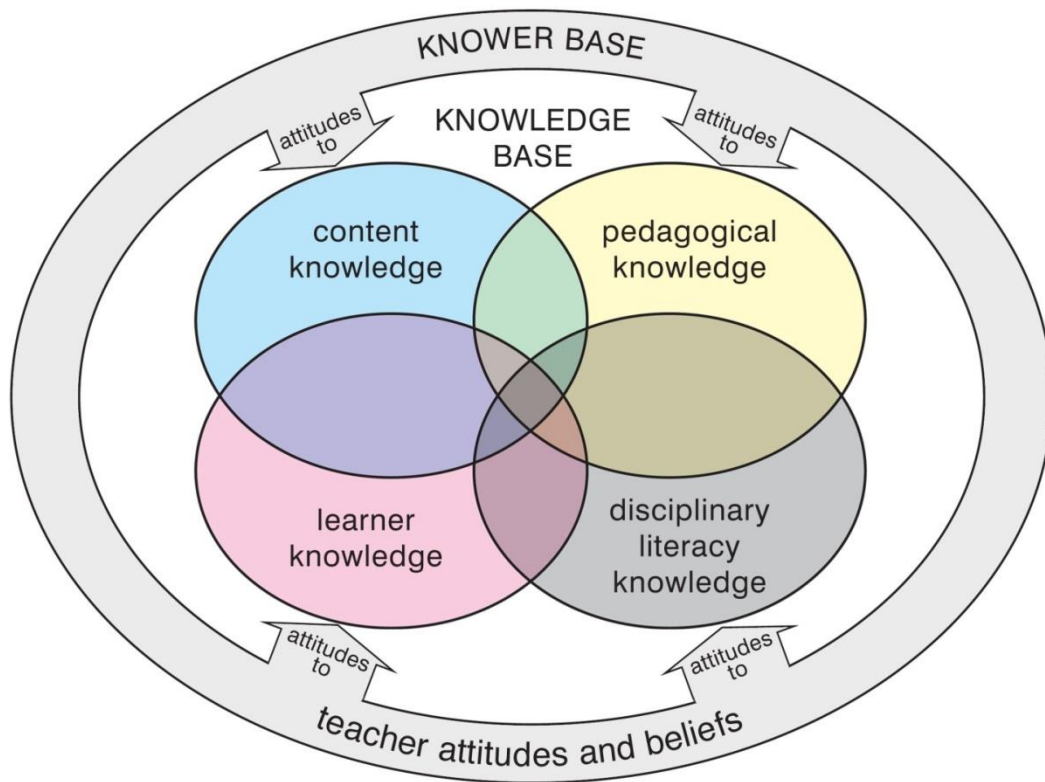 KNOWER BASE
attitudes
to
attitudes
to
KNOWLEDGE
BASE
content
knowledge
pedagogical
knowledge
learner
knowledge
disciplinary
literacy
knowledge
attitudes
to
attitudes
to
teacher attitudes and beliefs